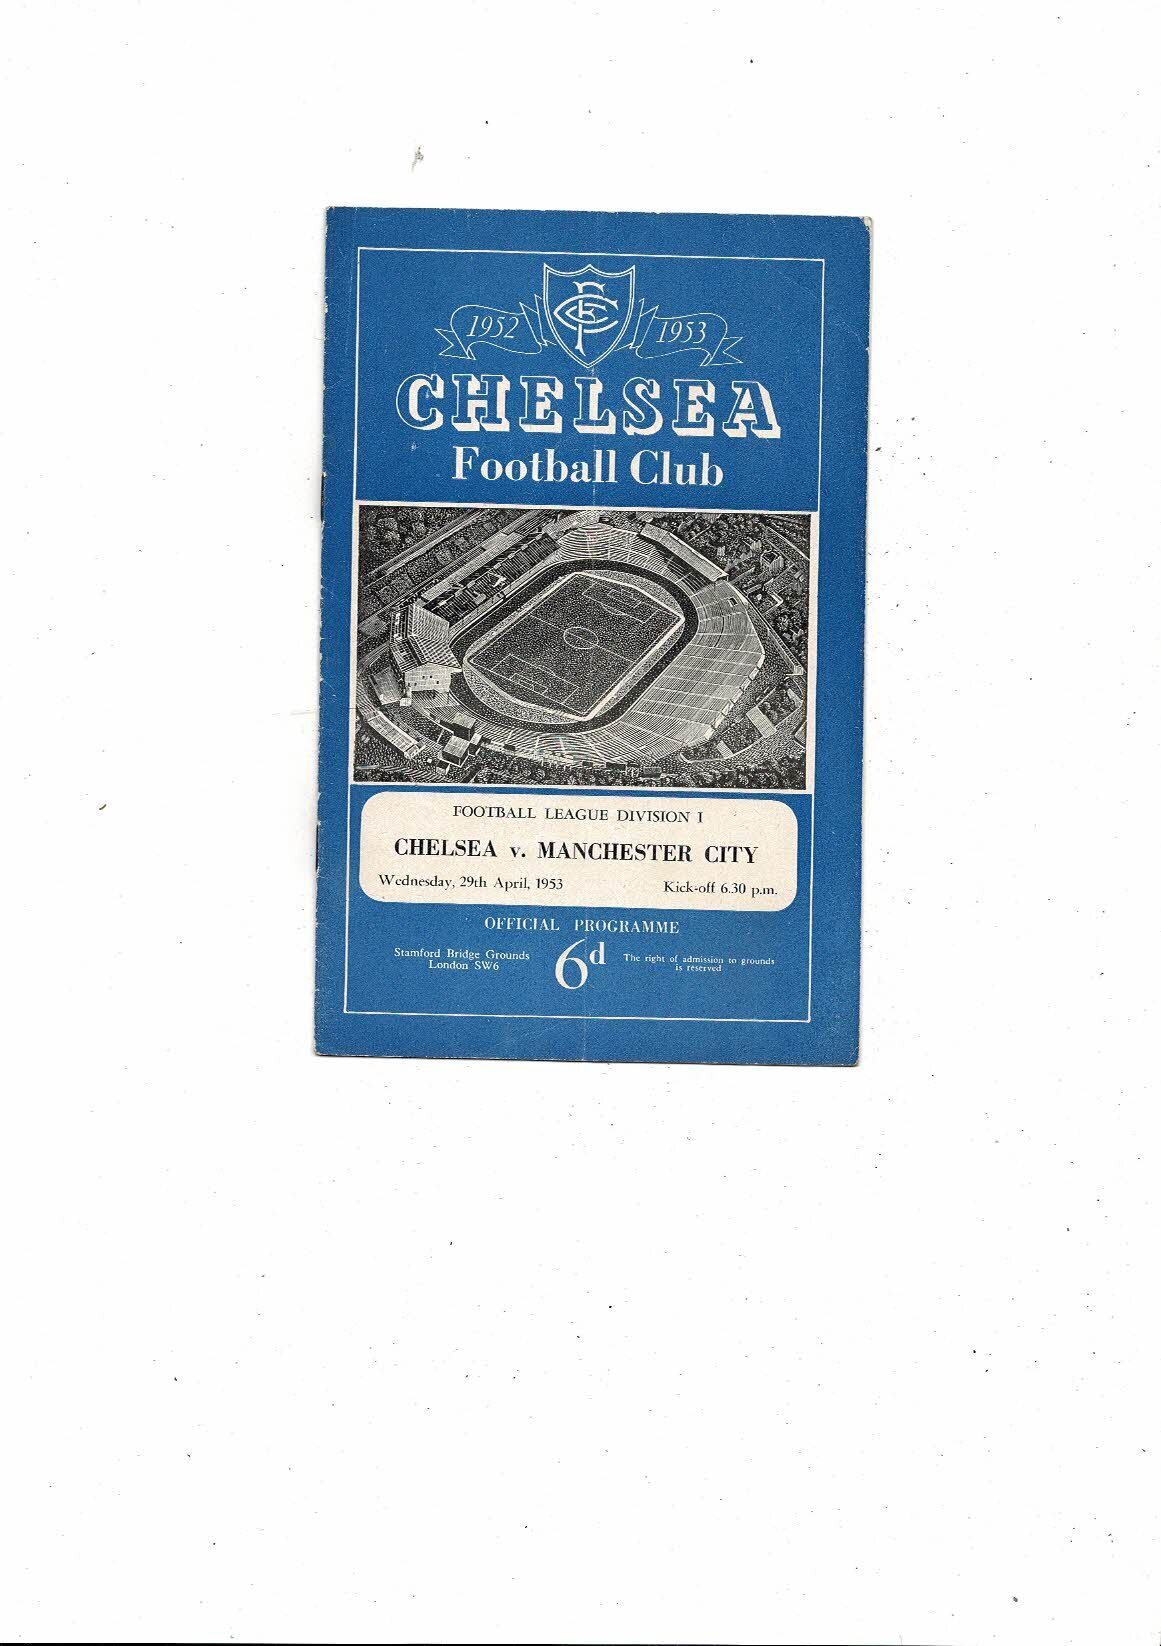 1952 CFC 1953
CHELSEA
Football Club
FOOTBALL LEAGUE DIVISION I
CHELSEA v. MANCHESTER CITY
Wednesday, 29th April, 1953 Kick-off 6.30 p.m.
OFFICIAL PROGRAMME
Stamford Bridge Grounds
London SW6
6d
The right of admission to grounds
is reserved